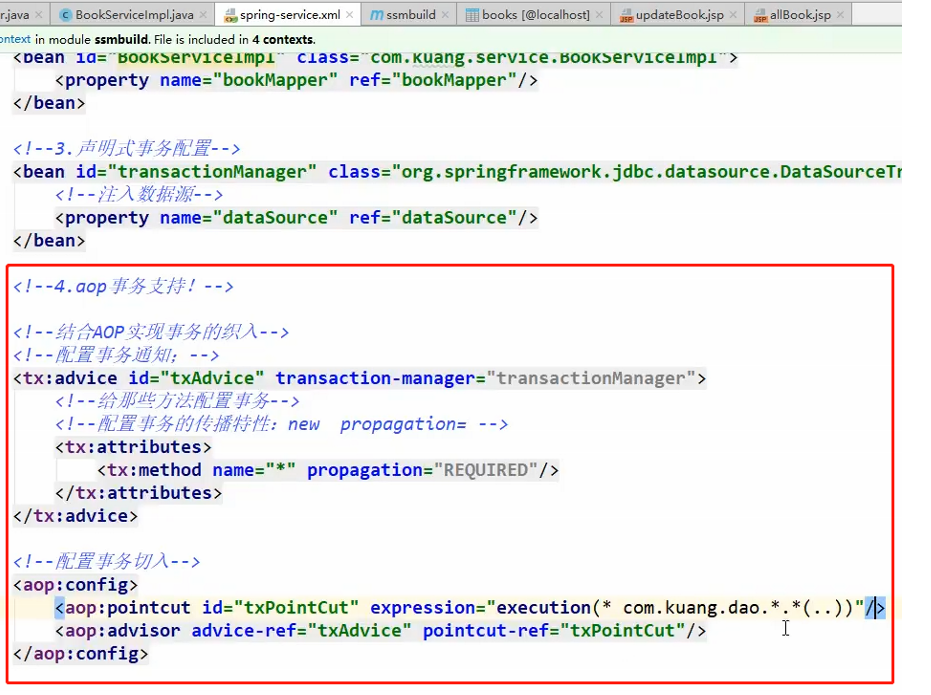 r.java × BookServiceImpl.java × spring-service.xml × ssmbuild × books [@localhost] × updateBook.jsp × allBook.jsp ×
ontext in module ssmbuild. File is included in 4 contexts.
<bean id="BookServiceImpl" class="com.kuang.service.BookServiceImpl">
<property name="bookMapper" ref="bookMapper"/>
</bean>
<!--3.声明式事务配置-->
<bean id="transactionManager" class="org.springframework.jdbc.datasource.DataSourceTr
<!--注入数据源-->
<property name="dataSource" ref="dataSource"/>
</bean>
<!--4.aop事务支持！-->
<!--结合AOP实现事务的织入-->
<!--配置事务通知；-->
<tx:advice id="txAdvice" transaction-manager="transactionManager">
<!--给那些方法配置事务-->
<!--配置事务的传播特性：new propagation= -->
<tx:attributes>
<tx:method name="*" propagation="REQUIRED"/>
</tx:attributes>
</tx:advice>
<!--配置事务切入-->
<aop:config>
<aop:pointcut id="txPointCut" expression="execution(* com.kuang.dao.*.*(..))"/>
<aop:advisor advice-ref="txAdvice" pointcut-ref="txPointCut"/>
</aop:config>